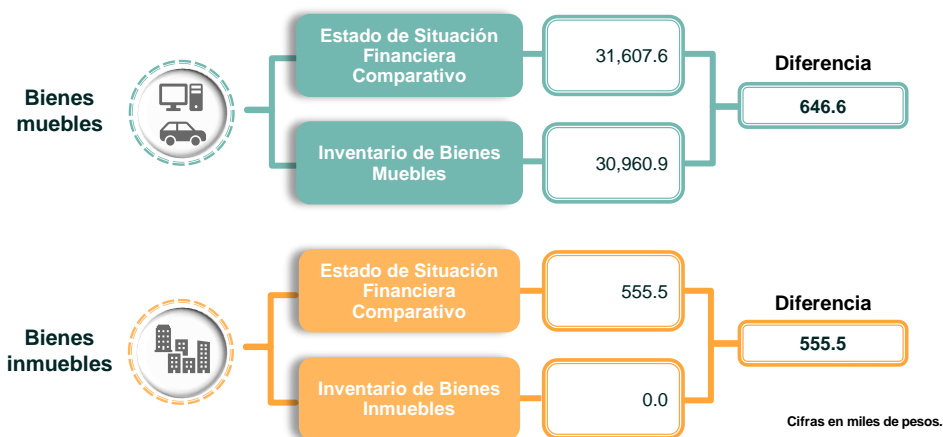 Bienes
muebles
Estado de Situación
Financiera
Comparativo
31,607.6
Inventario de Bienes
Muebles
30,960.9
Diferencia
646.6
Bienes
inmuebles
Estado de Situación
Financiera
Comparativo
555.5
Inventario de Bienes
Inmuebles
0.0
Diferencia
555.5
Cifras en miles de pesos.